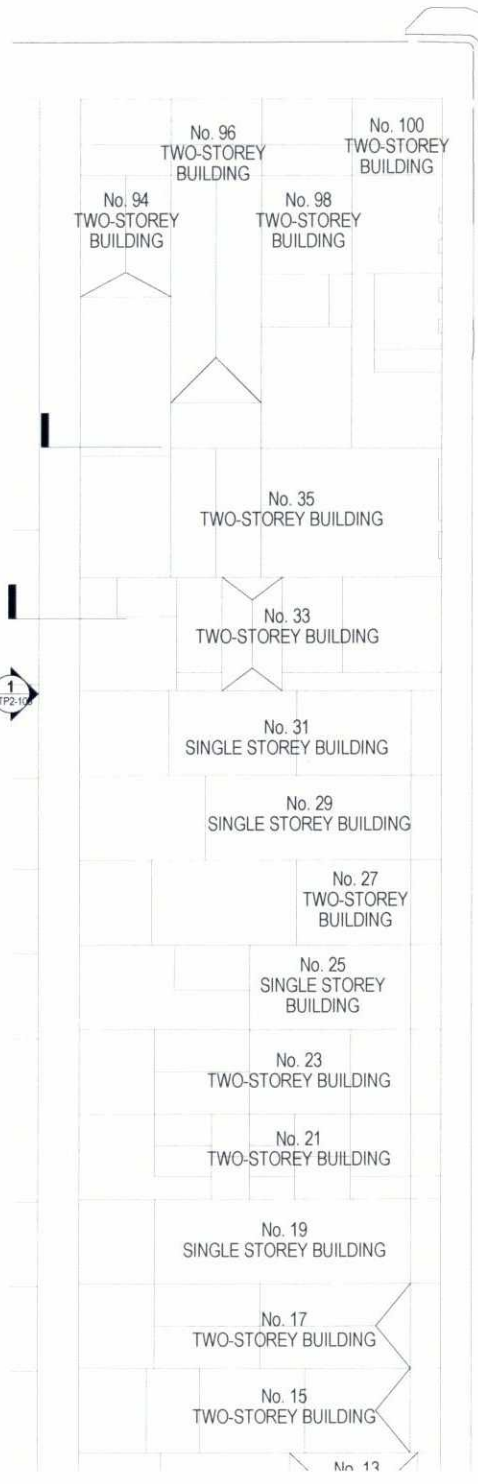 No. 96
TWO-STOREY
BUILDING
No. 100
TWO-STOREY
BUILDING
No. 94
TWO-STOREY
BUILDING
No. 98
TWO-STOREY
BUILDING
No. 35
TWO-STOREY BUILDING
No. 33
TWO-STOREY BUILDING
1
No. 31
SINGLE STOREY BUILDING
No. 29
SINGLE STOREY BUILDING
No. 27
TWO-STOREY
BUILDING
No. 25
SINGLE STOREY
BUILDING
No. 23
TWO-STOREY BUILDING
No. 21
TWO-STOREY BUILDING
No. 19
SINGLE STOREY BUILDING
No. 17
TWO-STOREY BUILDING
No. 15
TWO-STOREY BUILDING
No. 13